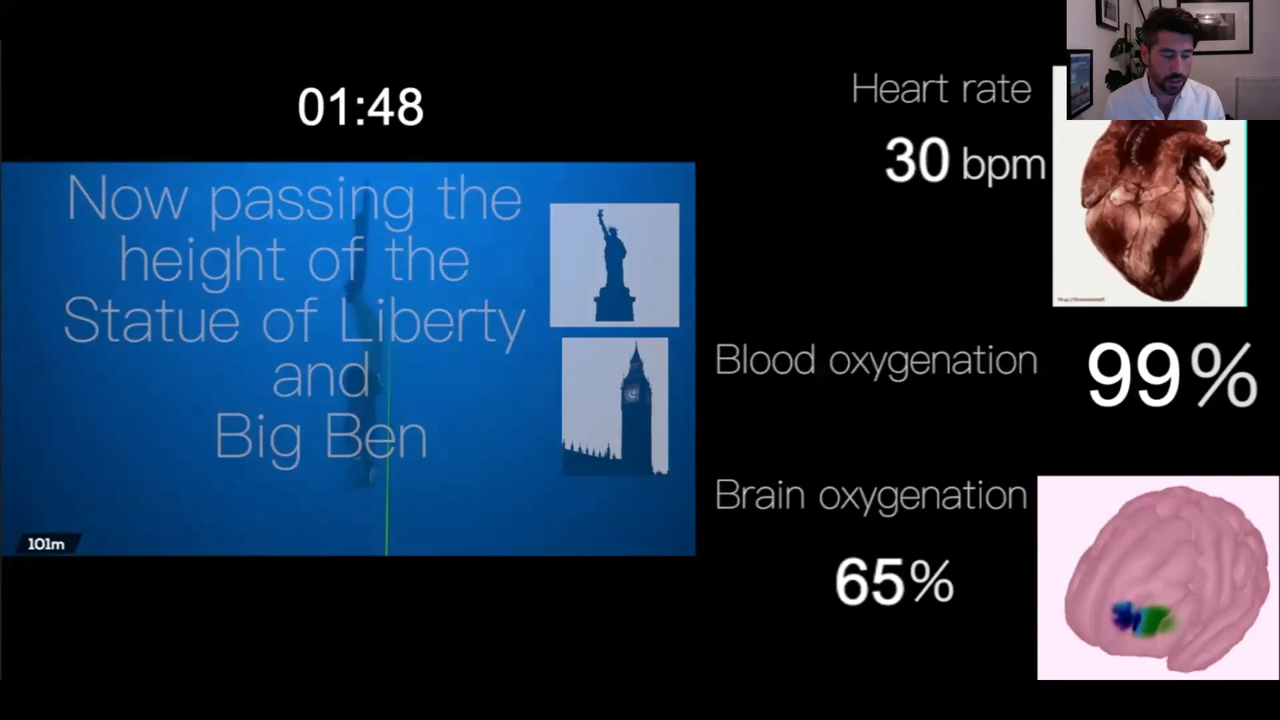 01:48
Now passing the
height of the
Statue of Liberty
and
Big Ben
101m
Heart rate
30 bpm
Blood oxygenation
99%
Brain oxygenation
65%